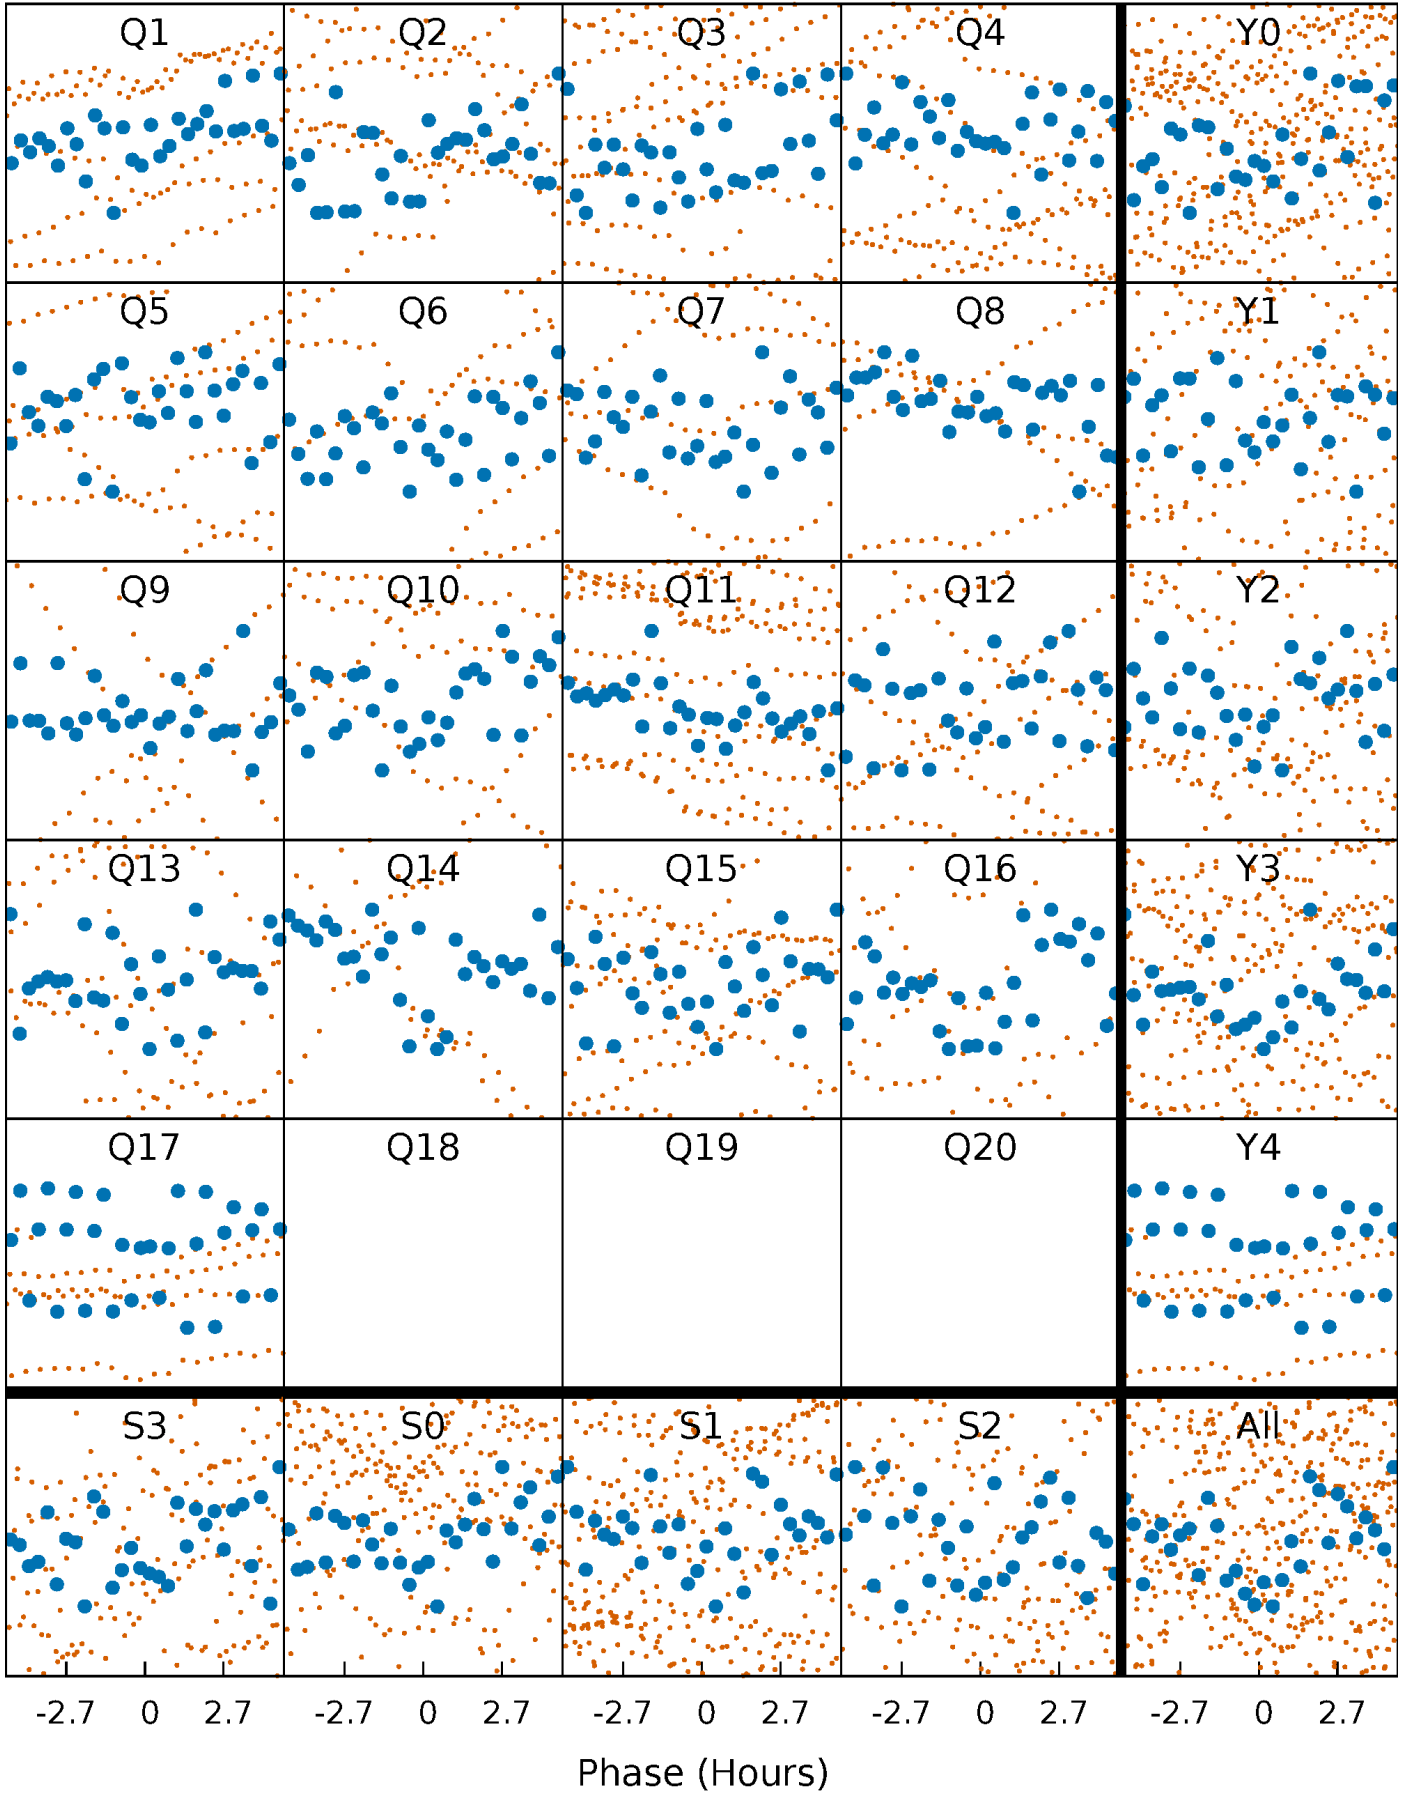 Q1 Q2 Q3 Q4 Y0
Q5 Q6 Q7 Q8 Y1
Q9 Q10 Q11 Q12 Y2
Q13 Q14 Q15 Q16 Y3
Q17 Q18 Q19 Q20 Y4
S3 S0 S1 S2 All
-2.7 0 2.7 -2.7 0 2.7 -2.7 0 2.7 -2.7 0 2.7 -2.7 0 2.7
Phase (Hours)